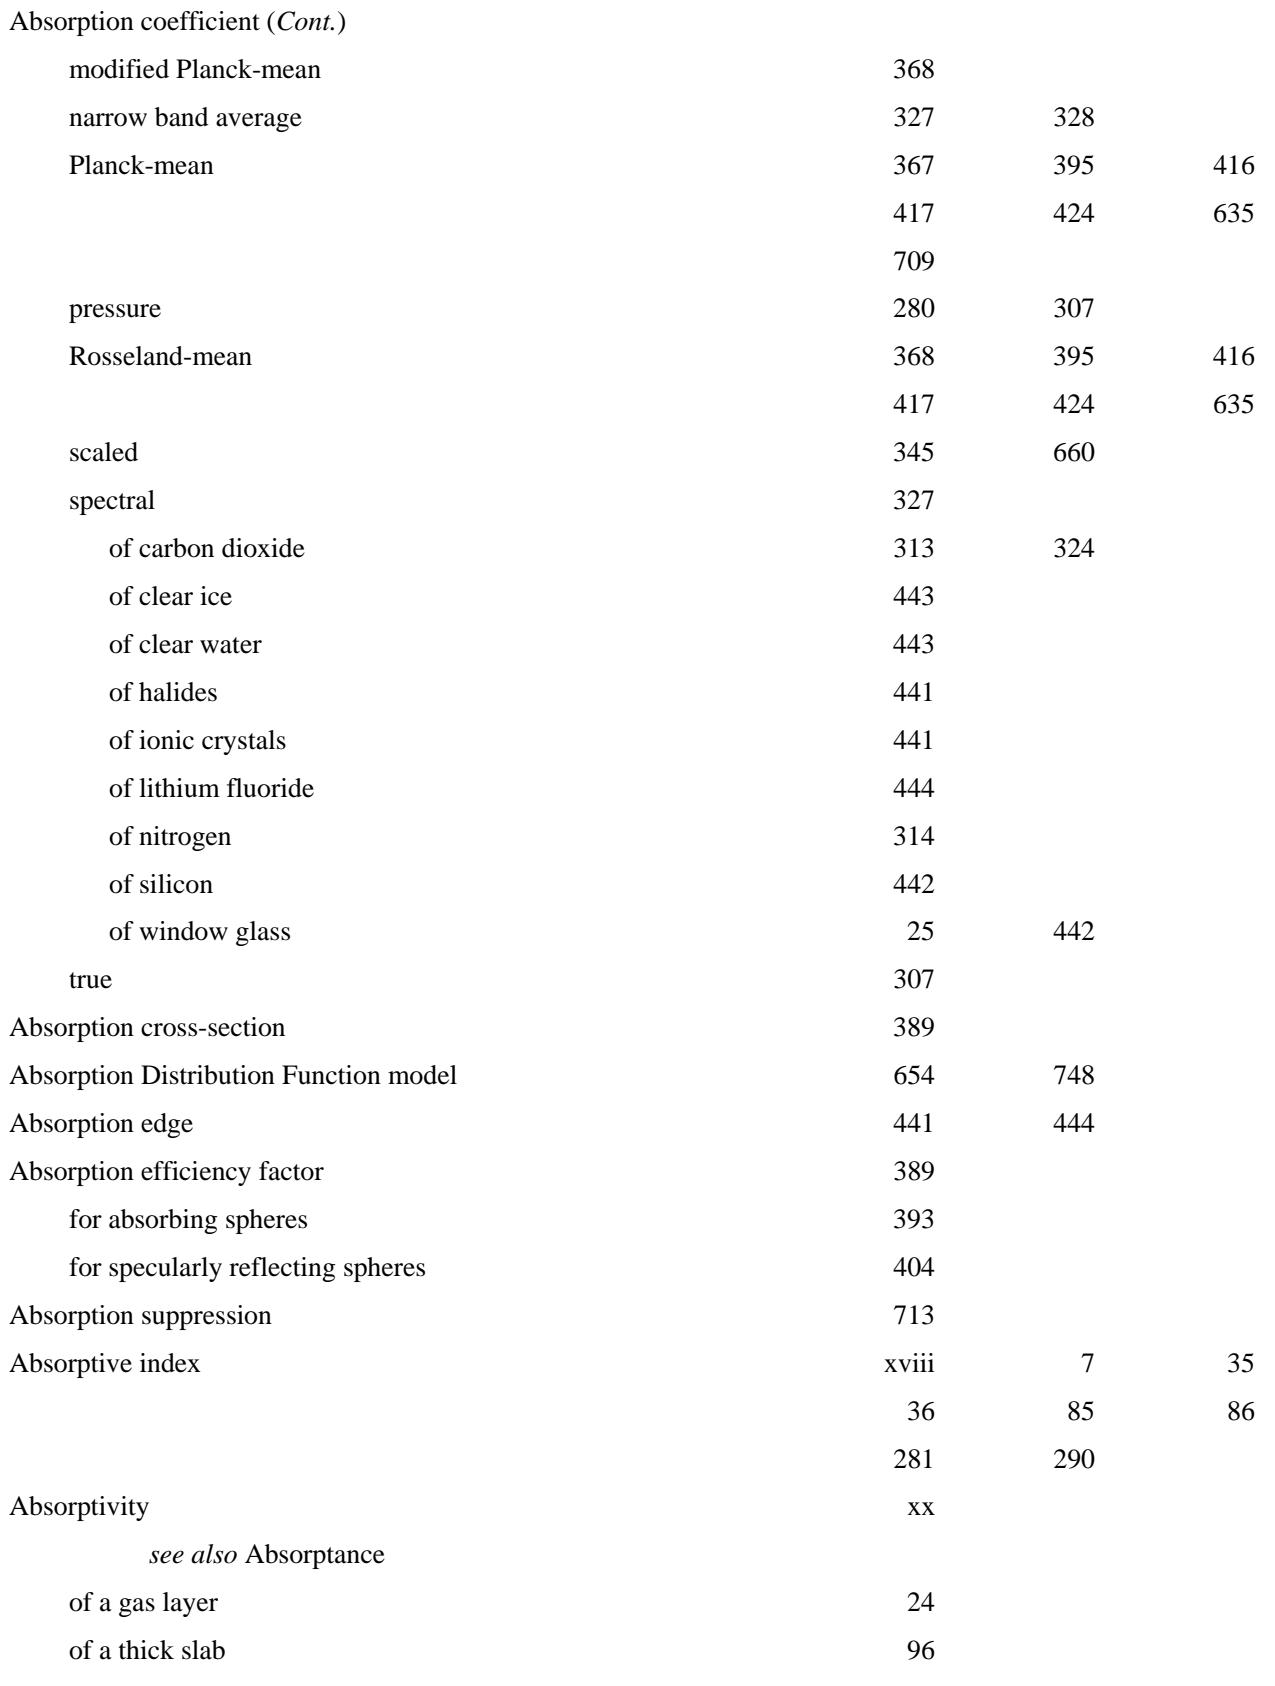 Absorption coefficient (Cont.)
modified Planck-mean 368
narrow band average 327 328
Planck-mean 367 395 416
417 424 635
709
pressure 280 307
Rosseland-mean 368 395 416
417 424 635
scaled 345 660
spectral 327
of carbon dioxide 313 324
of clear ice 443
of clear water 443
of halides 441
of ionic crystals 441
of lithium fluoride 444
of nitrogen 314
of silicon 442
of window glass 25 442
true 307
Absorption cross-section 389
Absorption Distribution Function model 654 748
Absorption edge 441 444
Absorption efficiency factor 389
for absorbing spheres 393
for specularly reflecting spheres 404
Absorption suppression 713
Absorptive index xviii 7 35
36 85 86
281 290
Absorptivity xx
see also Absorptance
of a gas layer 24
of a thick slab 96